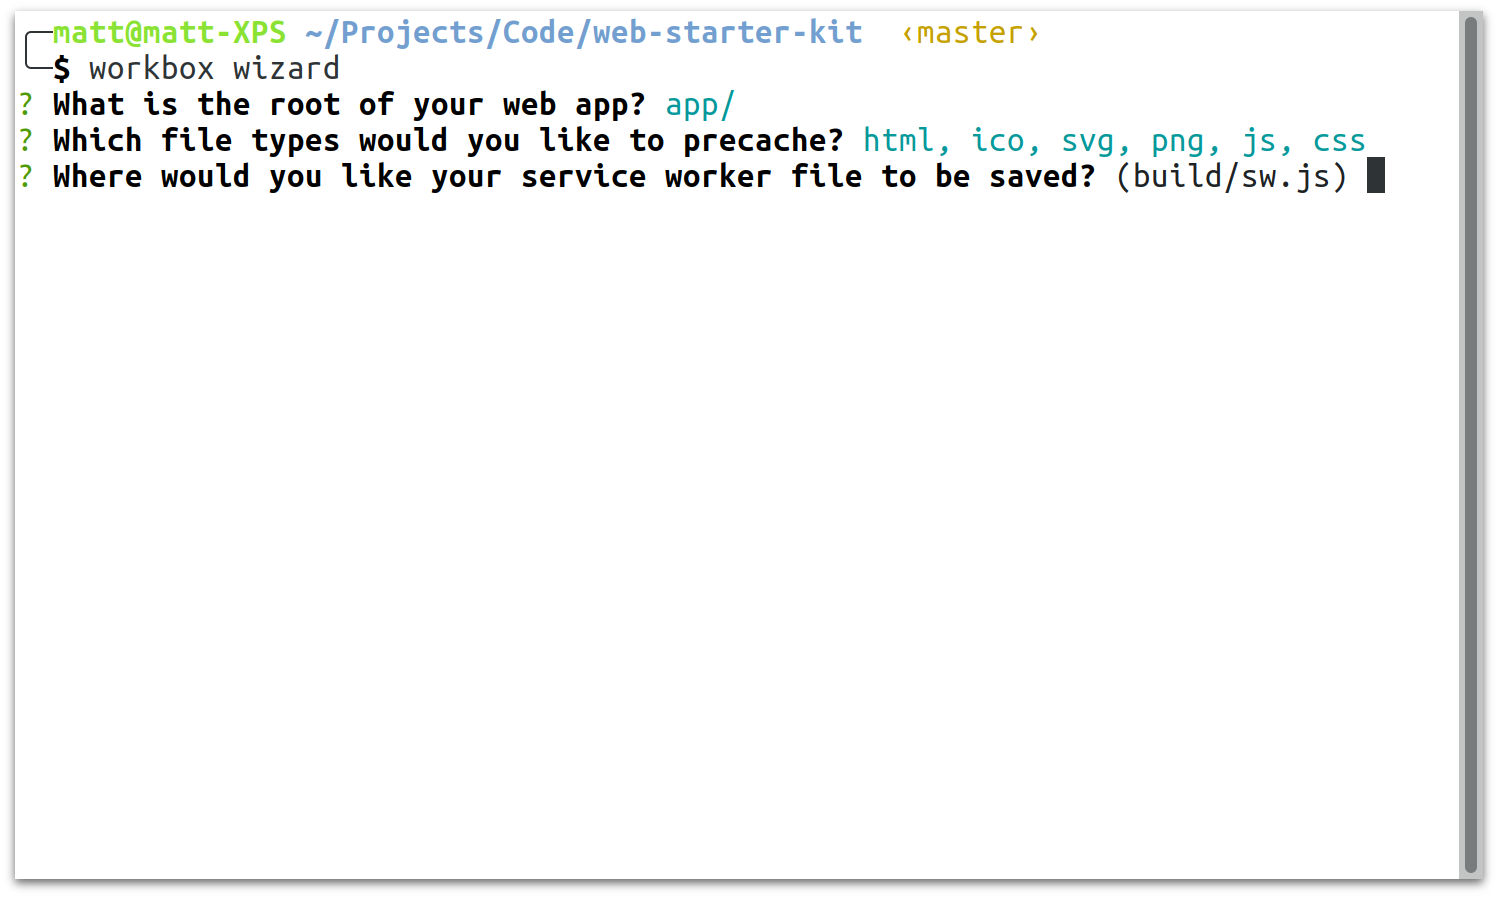 matt@matt-XPS ~/Projects/Code/web-starter-kit ‹master›
$ workbox wizard
? What is the root of your web app? app/
? Which file types would you like to precache? html, ico, svg, png, js, css
? Where would you like your service worker file to be saved? (build/sw.js)